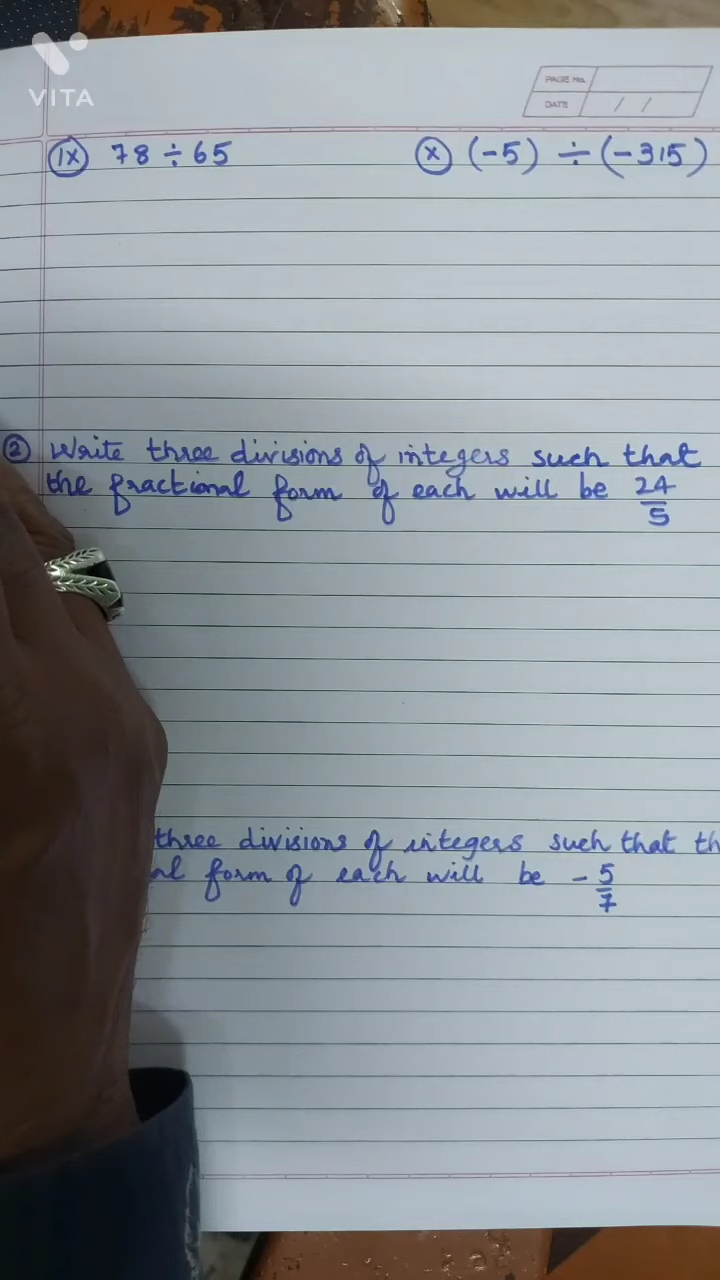 VITA
PAGE No.
DATE / /
(ix) 78 ÷ 65 (x) (-5) ÷ (-315)
(2) Write three divisions of integers such that
the fractional form of each will be 24/5
three divisions of integers such that th
al form of each will be - 5/7